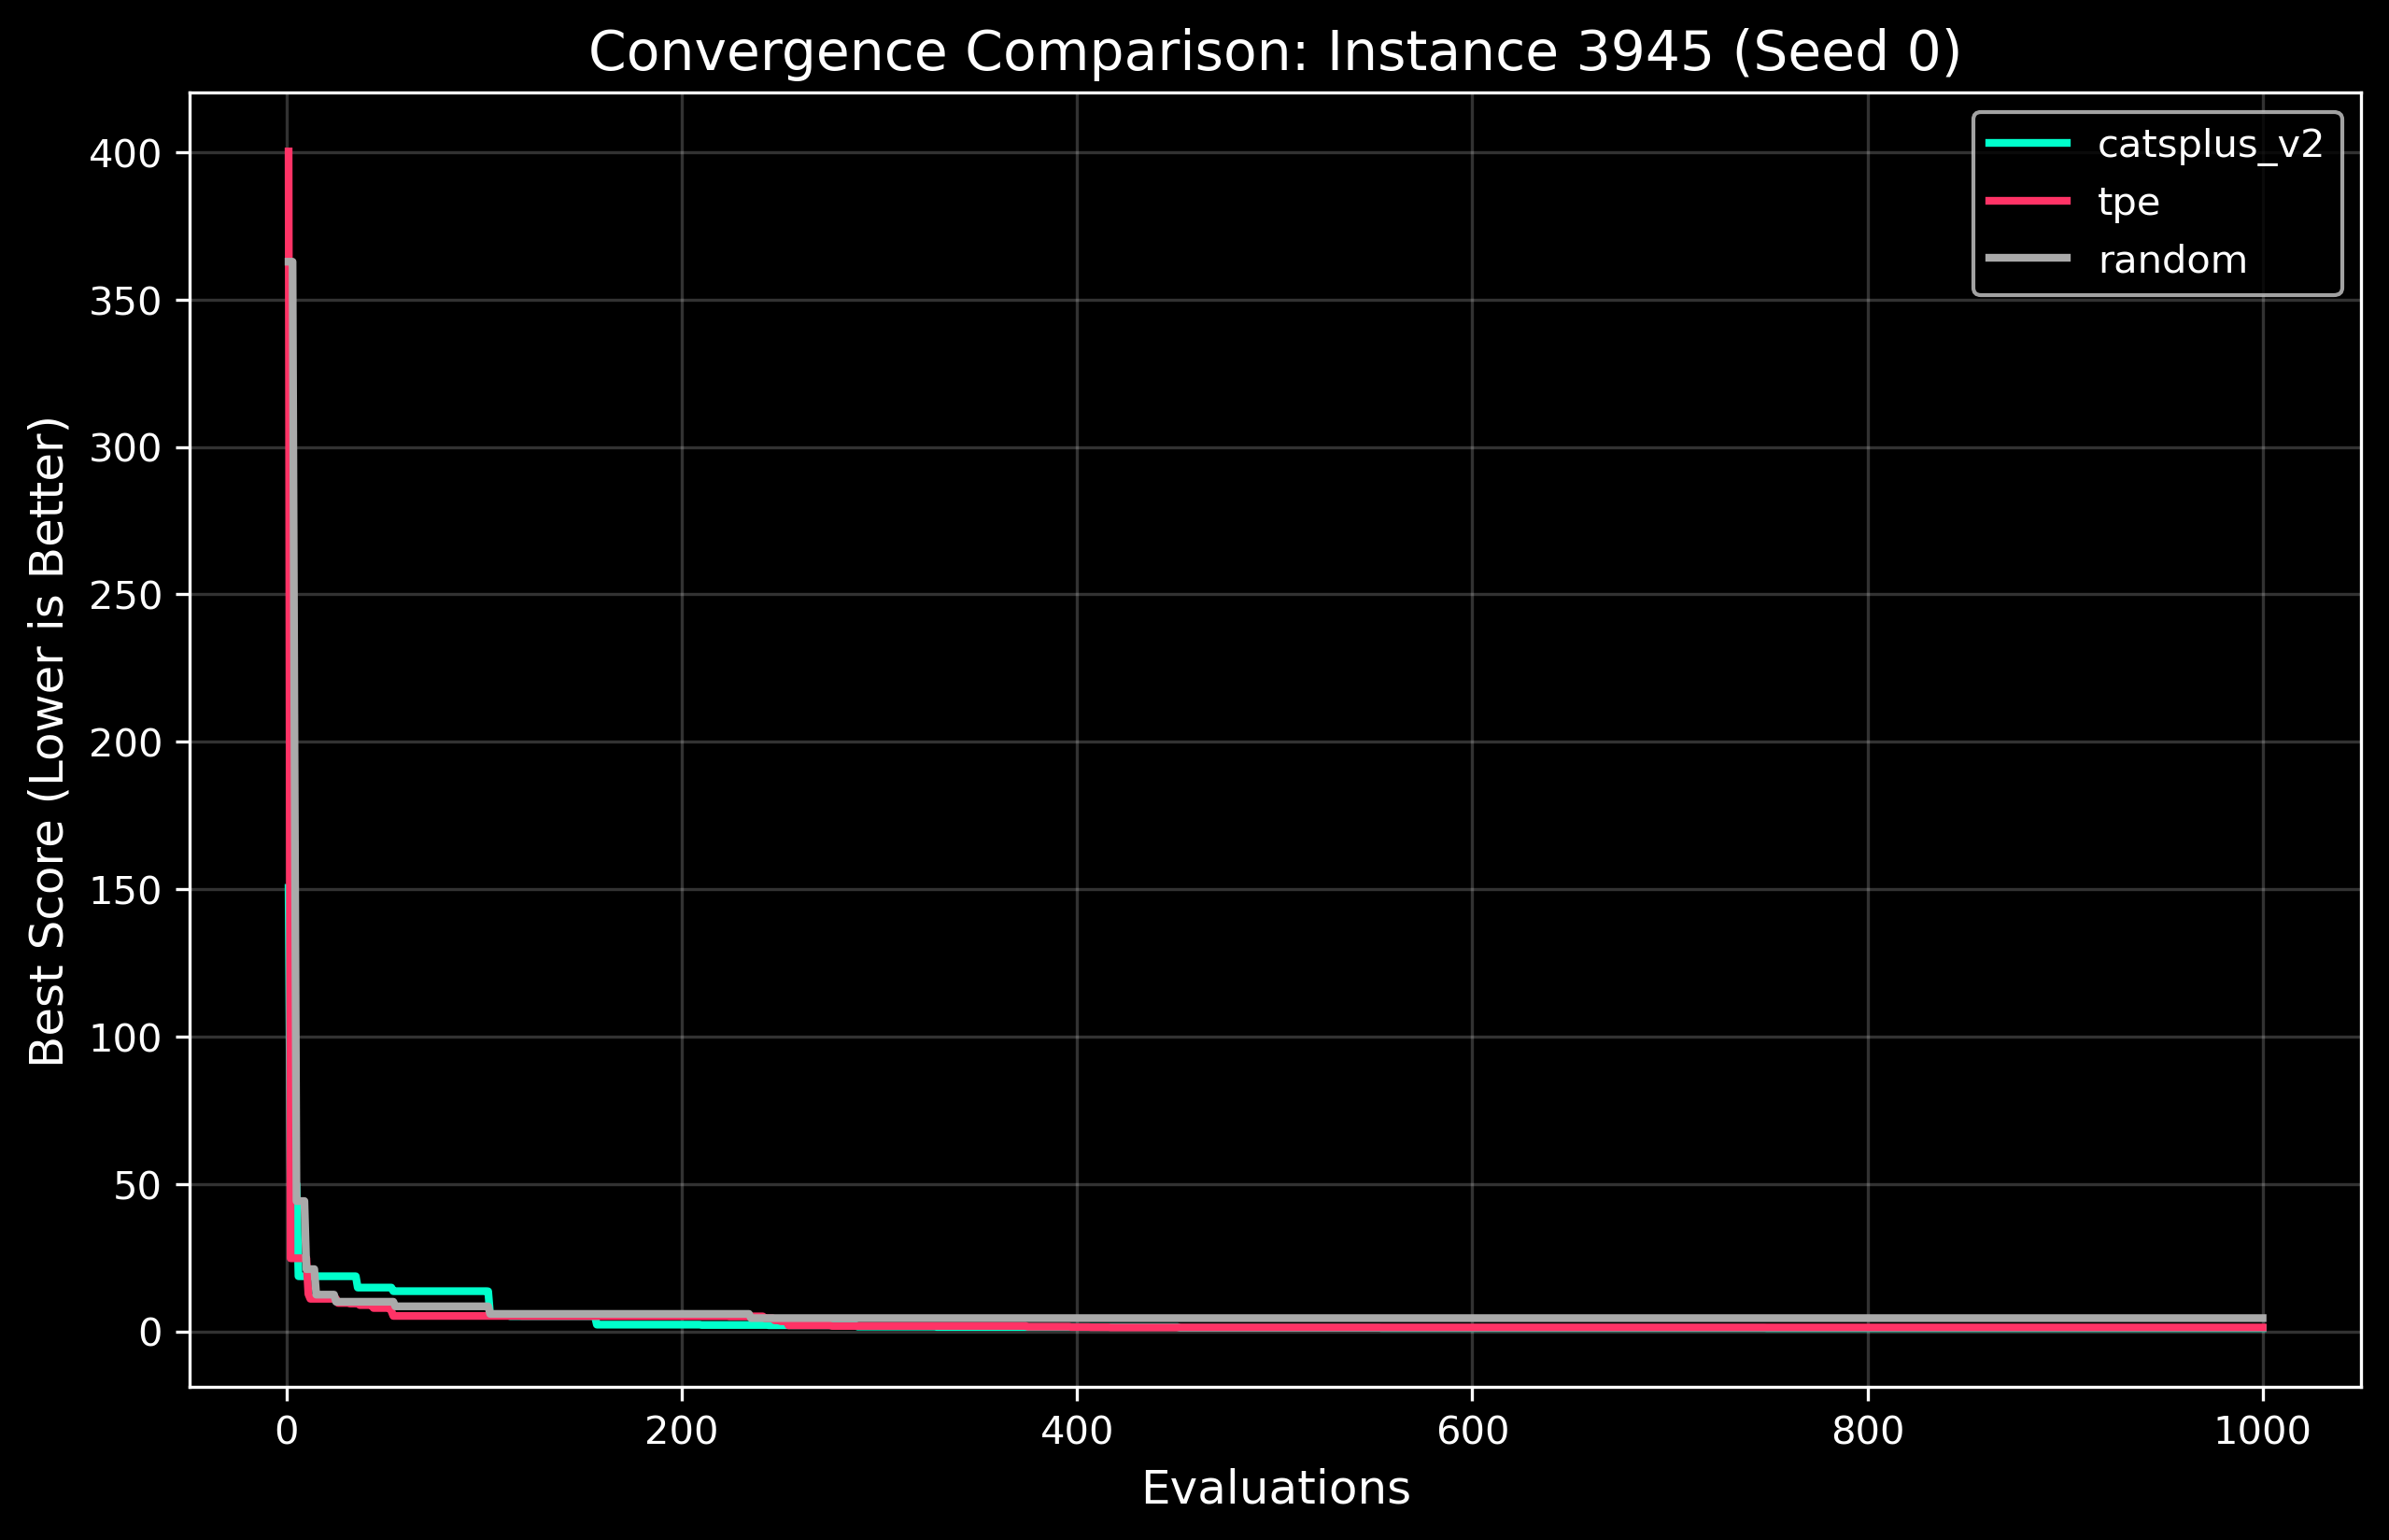 Convergence Comparison: Instance 3945 (Seed 0)
catsplus_v2
tpe
random
Best Score (Lower is Better)
400
350
300
250
200
150
100
50
0
0 200 400 600 800 1000
Evaluations